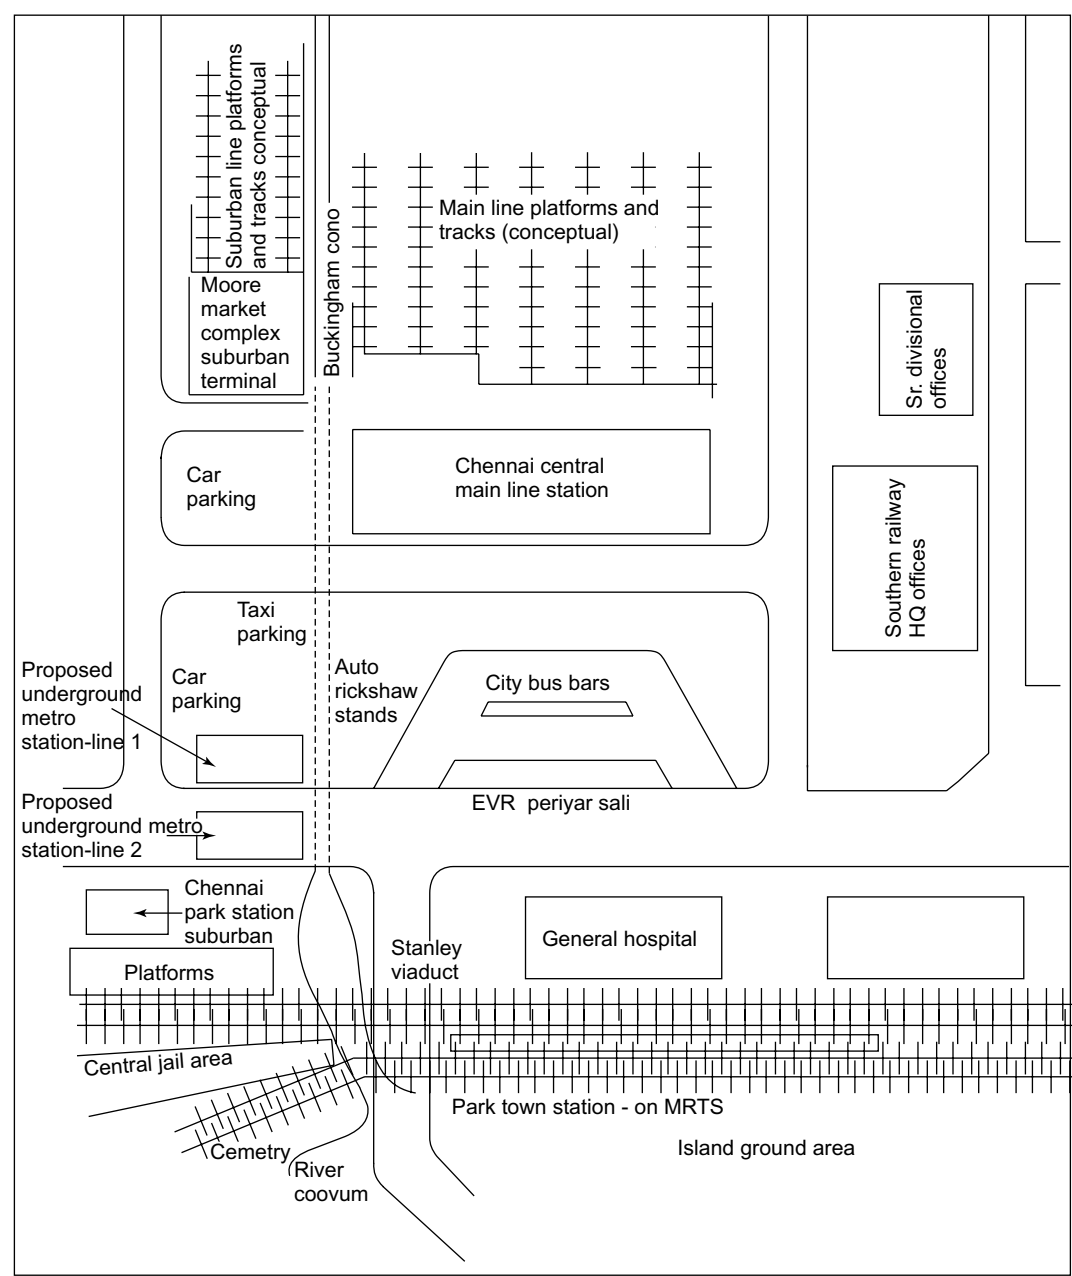 Suburban line platforms
and tracks conceptual
Main line platforms and
tracks (conceptual)
Buckingham cono
Moore
market
complex
suburban
terminal
Sr. divisional
offices
Car
parking
Chennai central
main line station
Southern railway
HQ offices
Taxi
parking
Proposed
underground
metro
station-line 1
Car
parking
Auto
rickshaw
stands
City bus bars
Proposed
underground metro
station-line 2
EVR periyar sali
Chennai
park station
suburban
General hospital
Stanley
viaduct
Platforms
Central jail area
Park town station - on MRTS
Cemetry
Island ground area
River
coovum